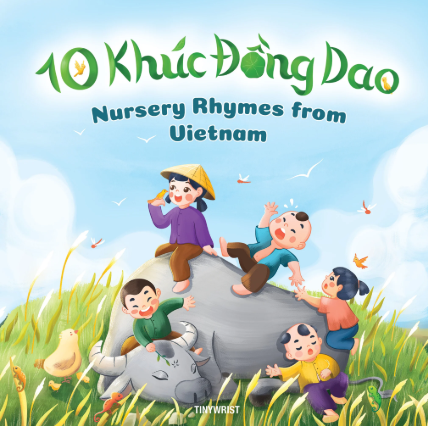 10 Khúc Đồng Dao
Nursery Rhymes from
Vietnam
TINYWRIST